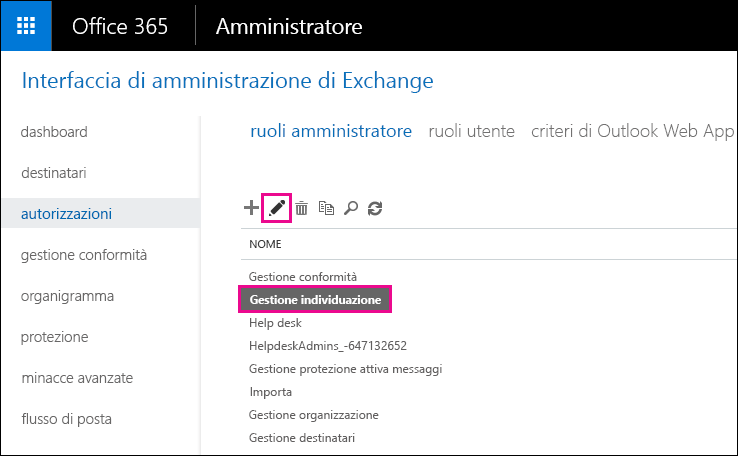 Office 365 Amministratore
Interfaccia di amministrazione di Exchange
dashboard
destinatari
autorizzazioni
gestione conformità
organigramma
protezione
minacce avanzate
flusso di posta
ruoli amministratore ruoli utente criteri di Outlook Web App
NOME
Gestione conformità
Gestione individuazione
Help desk
HelpdeskAdmins_-647132652
Gestione protezione attiva messaggi
Importa
Gestione organizzazione
Gestione destinatari